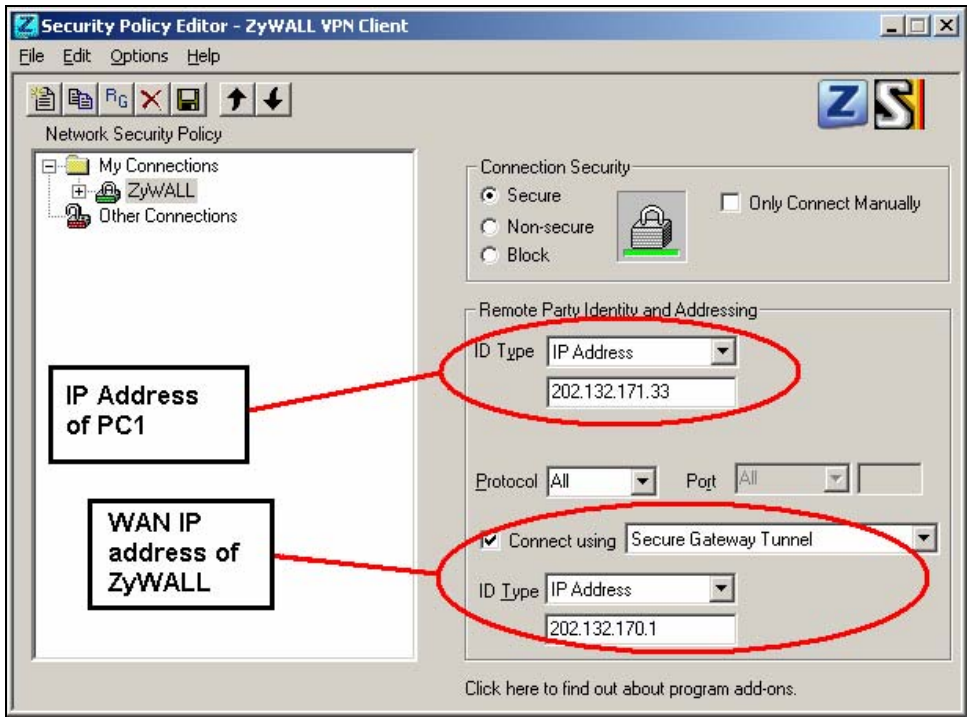 Security Policy Editor - ZyWALL VPN Client
File Edit Options Help
RG
Z S
Network Security Policy
My Connections
ZyWALL
Other Connections
Connection Security
Secure
Non-secure
Block
Only Connect Manually
Remote Party Identity and Addressing
ID Type IP Address
202.132.171.33
IP Address
of PC1
Protocol All Port All
WAN IP
address of
ZyWALL
Connect using Secure Gateway Tunnel
ID Type IP Address
202.132.170.1
Click here to find out about program add-ons.